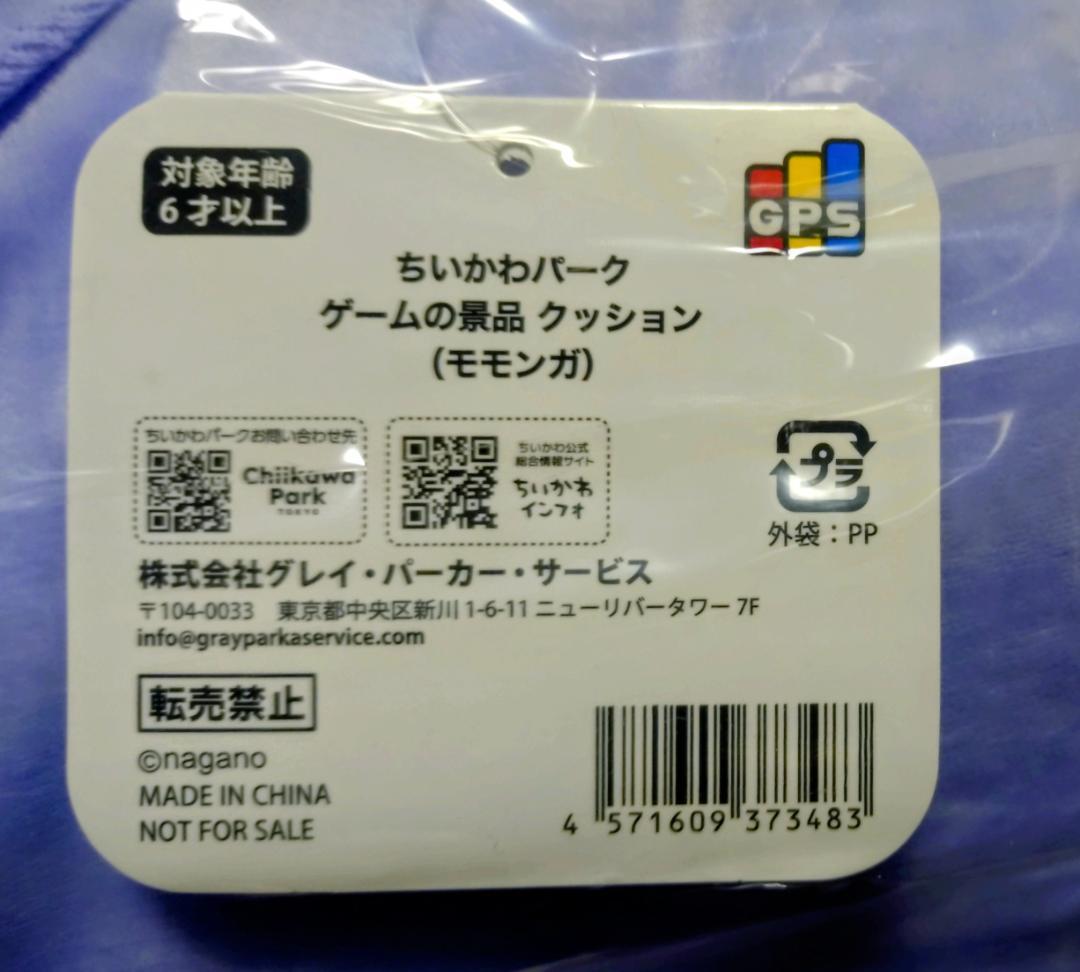 対象年齢
6才以上
GPS
ちいかわパーク
ゲームの景品 クッション
(モモンガ)
ちいかわパークお問い合わせ先
Chiikawa
Park
TOKYO
ちいかわ公式
総合情報サイト
ちいかわ
インフォ
プラ
外袋：PP
株式会社グレイ・パーカー・サービス
〒104-0033 東京都中央区新川1-6-11 ニューリバータワー 7F
info@grayparkaservice.com
転売禁止
©nagano
MADE IN CHINA
NOT FOR SALE
4 571609 373483